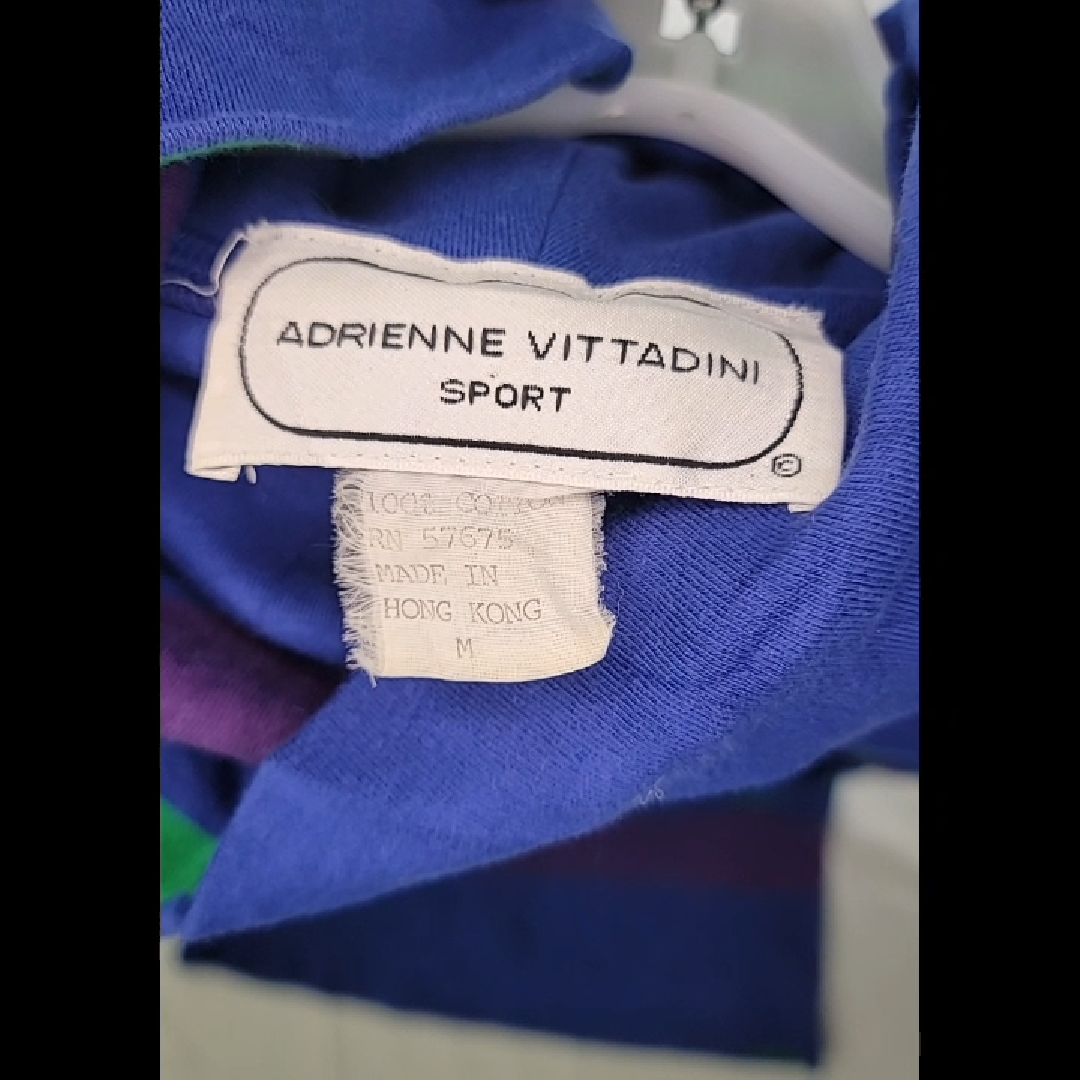 ADRIENNE VITTADINI
SPORT
©
100% COTTON
RN 57675
MADE IN
HONG KONG
M